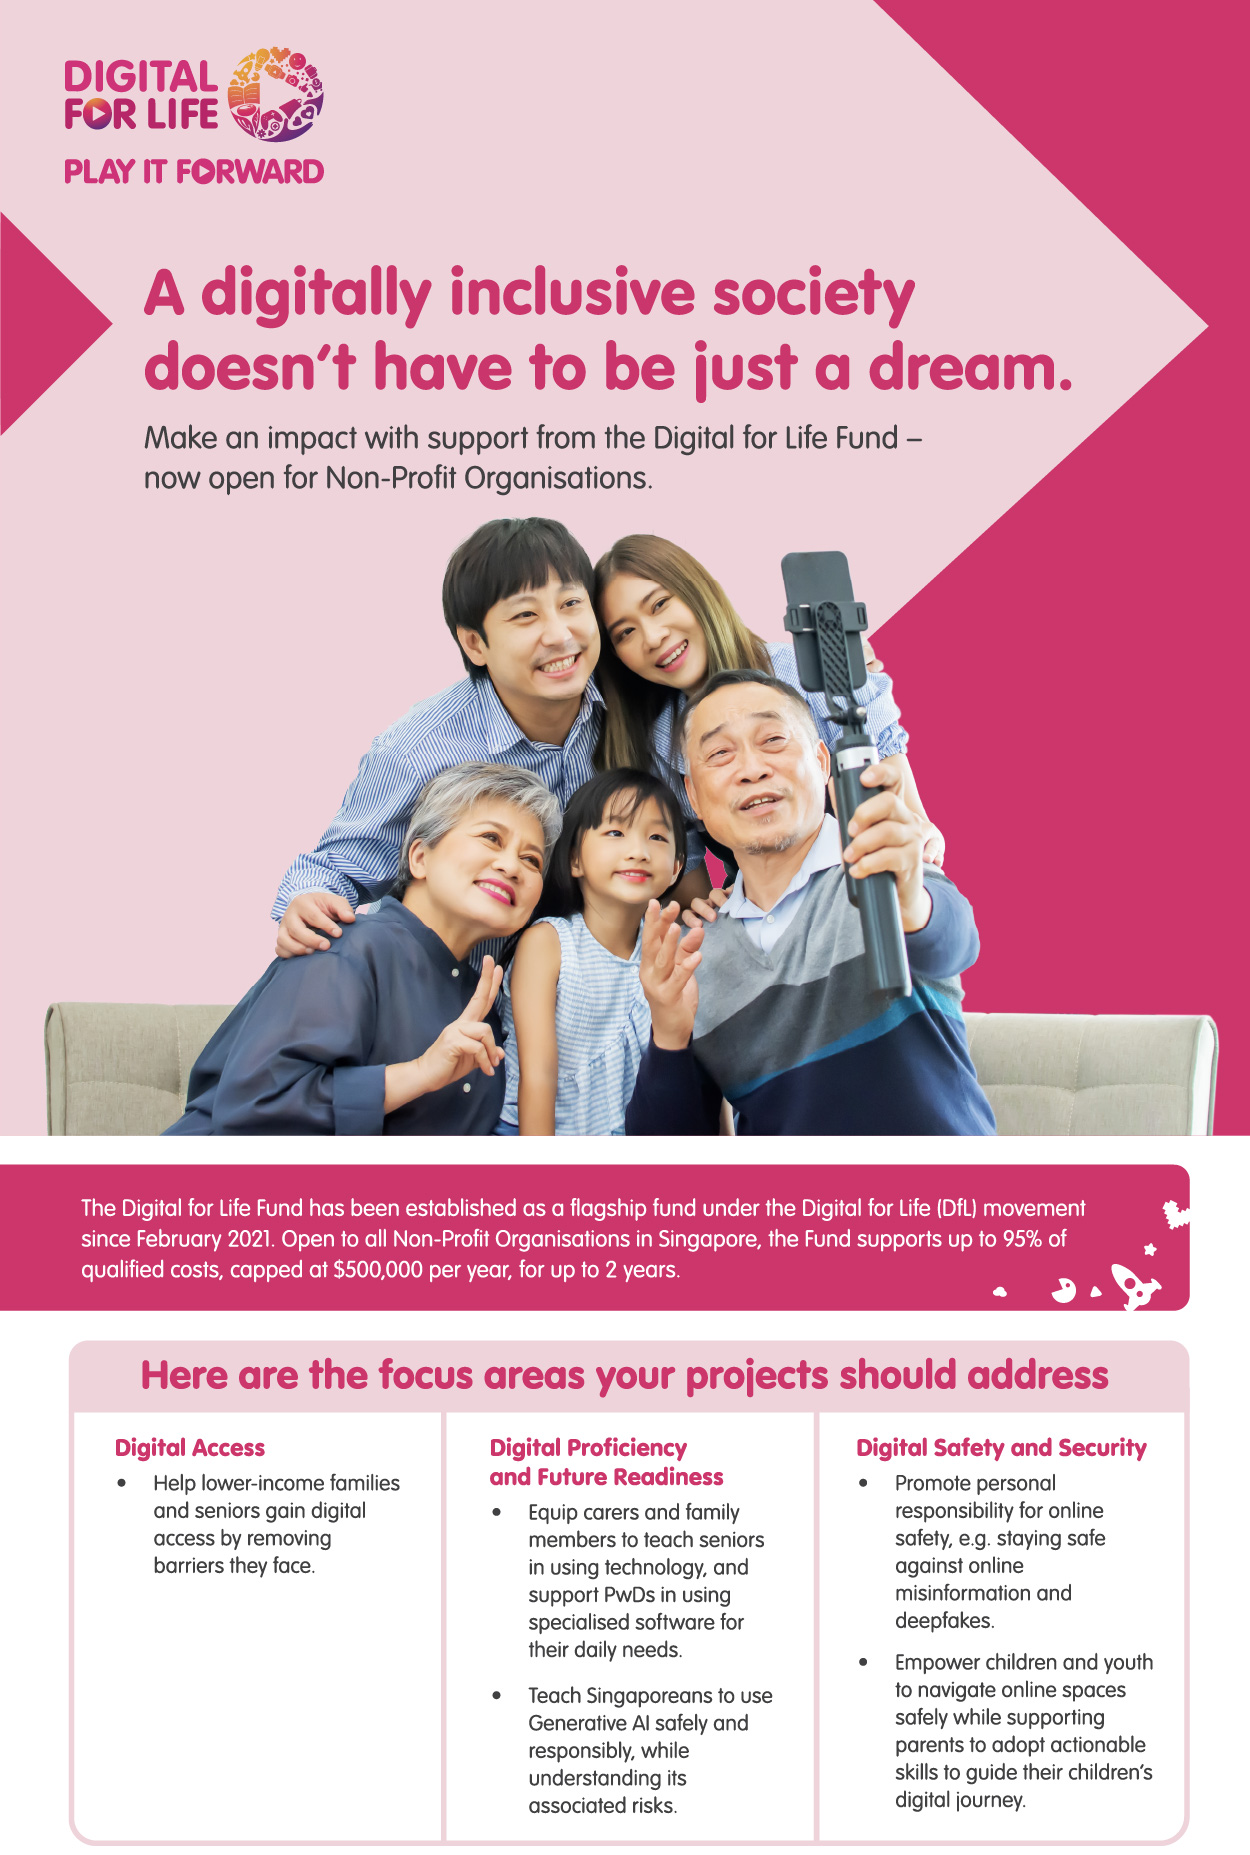 DIGITAL
FOR LIFE
PLAY IT FORWARD
A digitally inclusive society
doesn't have to be just a dream.
Make an impact with support from the Digital for Life Fund –
now open for Non-Profit Organisations.
The Digital for Life Fund has been established as a flagship fund under the Digital for Life (DfL) movement
since February 2021. Open to all Non-Profit Organisations in Singapore, the Fund supports up to 95% of
qualified costs, capped at $500,000 per year, for up to 2 years.
Here are the focus areas your projects should address
Digital Access
• Help lower-income families
and seniors gain digital
access by removing
barriers they face.
Digital Proficiency
and Future Readiness
• Equip carers and family
members to teach seniors
in using technology, and
support PwDs in using
specialised software for
their daily needs.
• Teach Singaporeans to use
Generative AI safely and
responsibly, while
understanding its
associated risks.
Digital Safety and Security
• Promote personal
responsibility for online
safety, e.g. staying safe
against online
misinformation and
deepfakes.
• Empower children and youth
to navigate online spaces
safely while supporting
parents to adopt actionable
skills to guide their children's
digital journey.